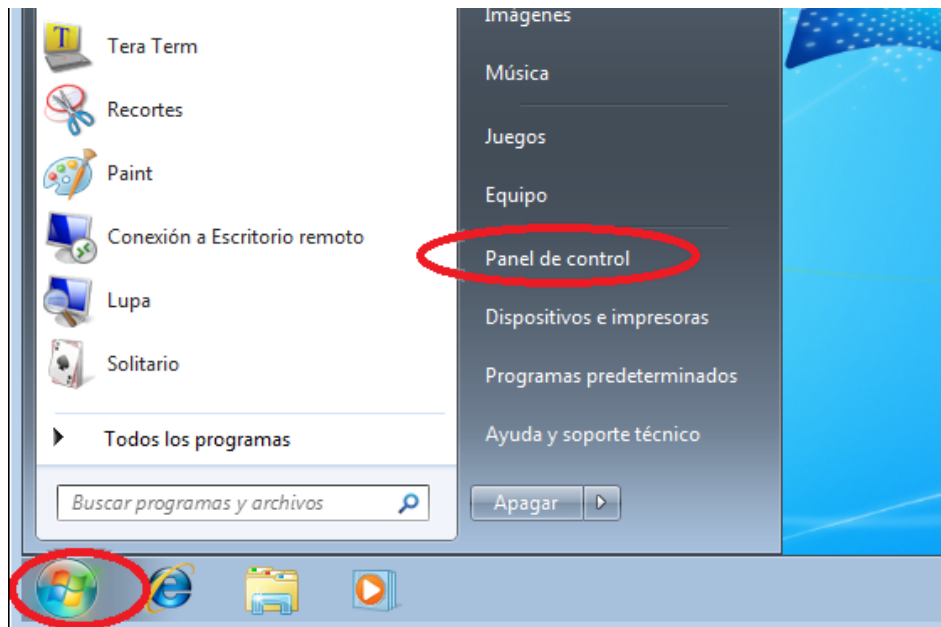 Tera Term
Recortes
Paint
Conexión a Escritorio remoto
Lupa
Solitario
Todos los programas
Buscar programas y archivos
Imágenes
Música
Juegos
Equipo
Panel de control
Dispositivos e impresoras
Programas predeterminados
Ayuda y soporte técnico
Apagar